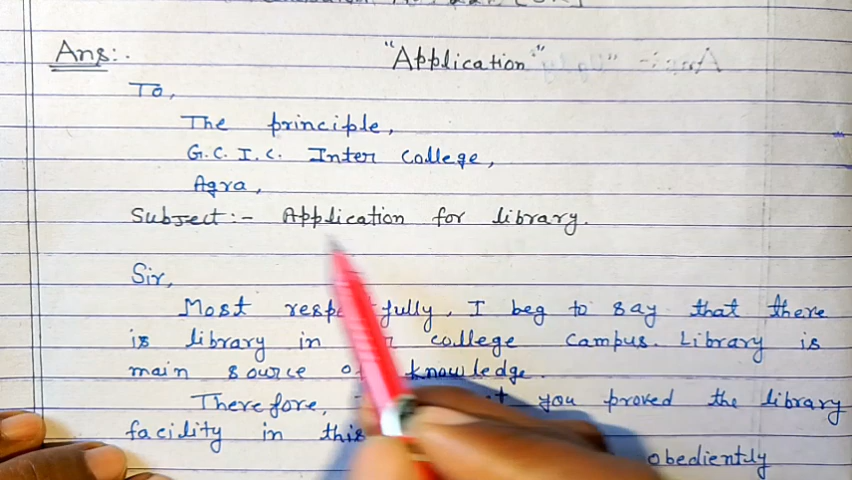 Ans:. "Application"
To,
The principle,
G.C.I.C. Inter College,
Agra,
Subject:- Application for library.
Sir,
Most respectfully, I beg to say that there
is library in college campus. Library is
main source of knowledge.
Therefore, you proved the library
facility in this
obediently